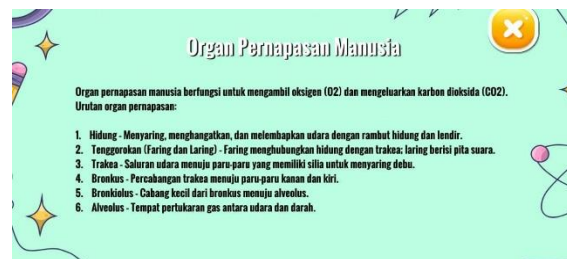 Organ Pernapasan Manusia
Organ pernapasan manusia berfungsi untuk mengambil oksigen (O2) dan mengeluarkan karbon dioksida (CO2).
Urutan organ pernapasan:
1. Hidung - Menyaring, menghangatkan, dan melembapkan udara dengan rambut hidung dan lendir.
2. Tenggorokan (Faring dan Laring) - Faring menghubungkan hidung dengan trakea; laring berisi pita suara.
3. Trakea - Saluran udara menuju paru-paru yang memiliki silia untuk menyaring debu.
4. Bronkus - Percabangan trakea menuju paru-paru kanan dan kiri.
5. Bronkiolus - Cabang kecil dari bronkus menuju alveolus.
6. Alveolus - Tempat pertukaran gas antara udara dan darah.